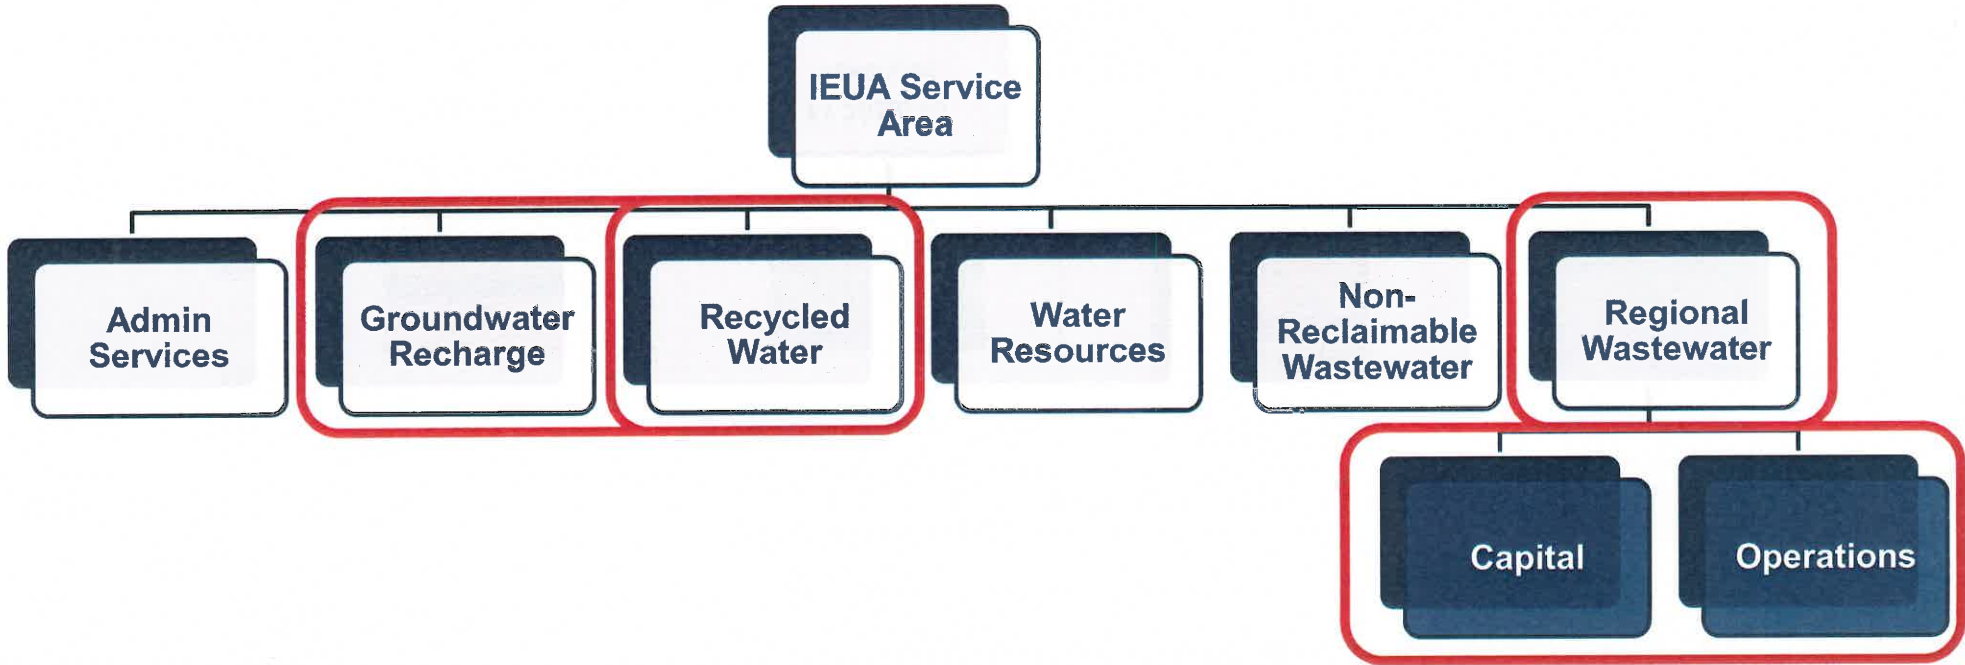 IEUA Service
Area
Admin
Services
Groundwater
Recharge
Recycled
Water
Water
Resources
Non-
Reclaimable
Wastewater
Regional
Wastewater
Capital
Operations